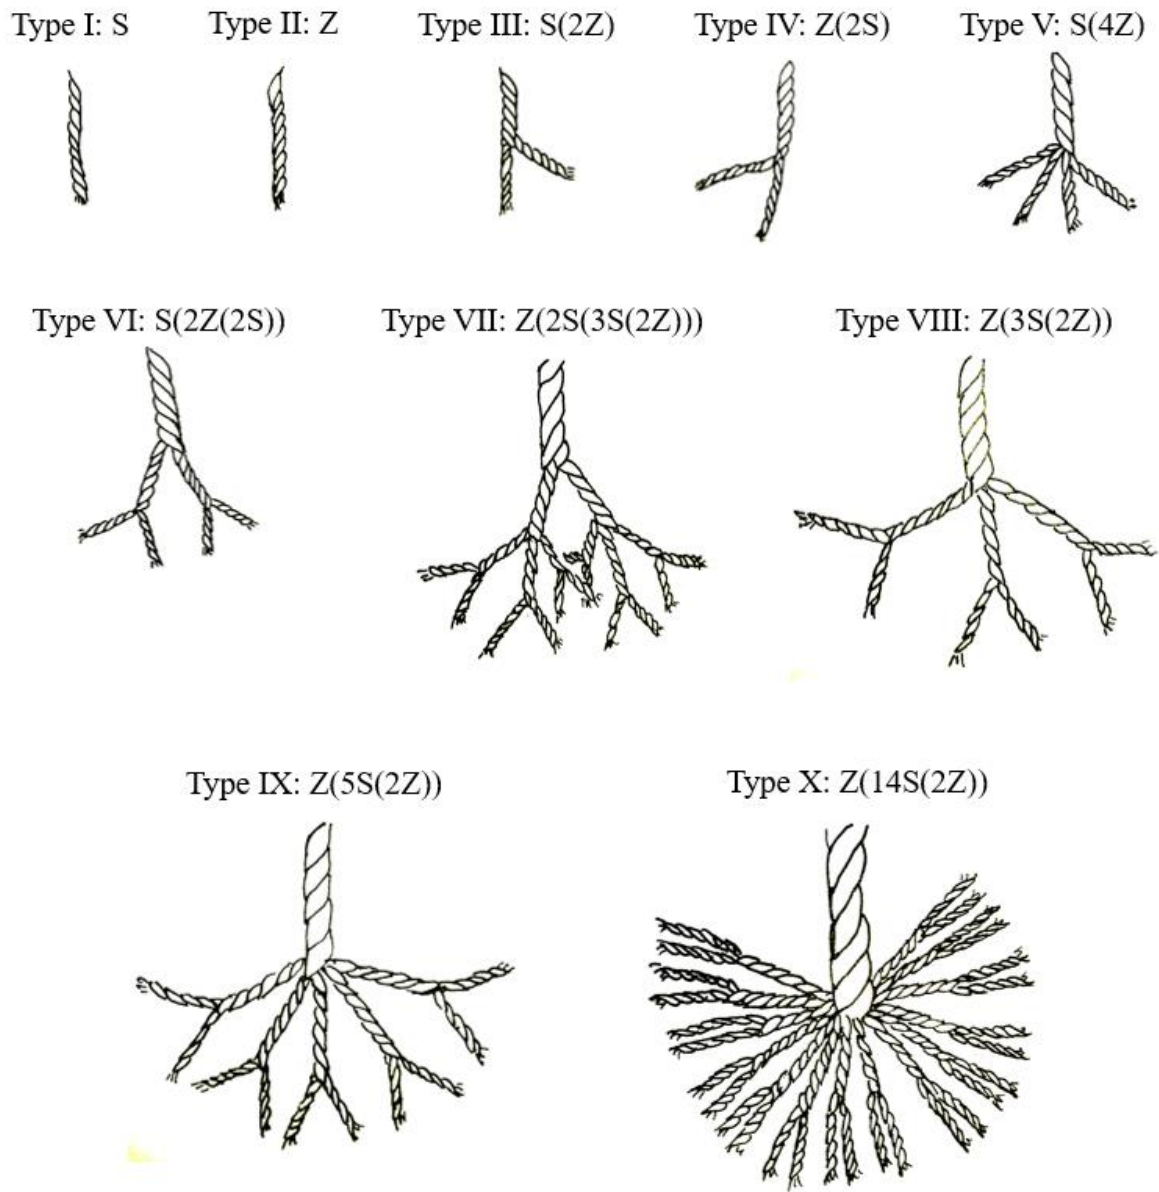 Type I: S
Type II: Z
Type III: S(2Z)
Type IV: Z(2S)
Type V: S(4Z)
Type VI: S(2Z(2S))
Type VII: Z(2S(3S(2Z)))
Type VIII: Z(3S(2Z))
Type IX: Z(5S(2Z))
Type X: Z(14S(2Z))